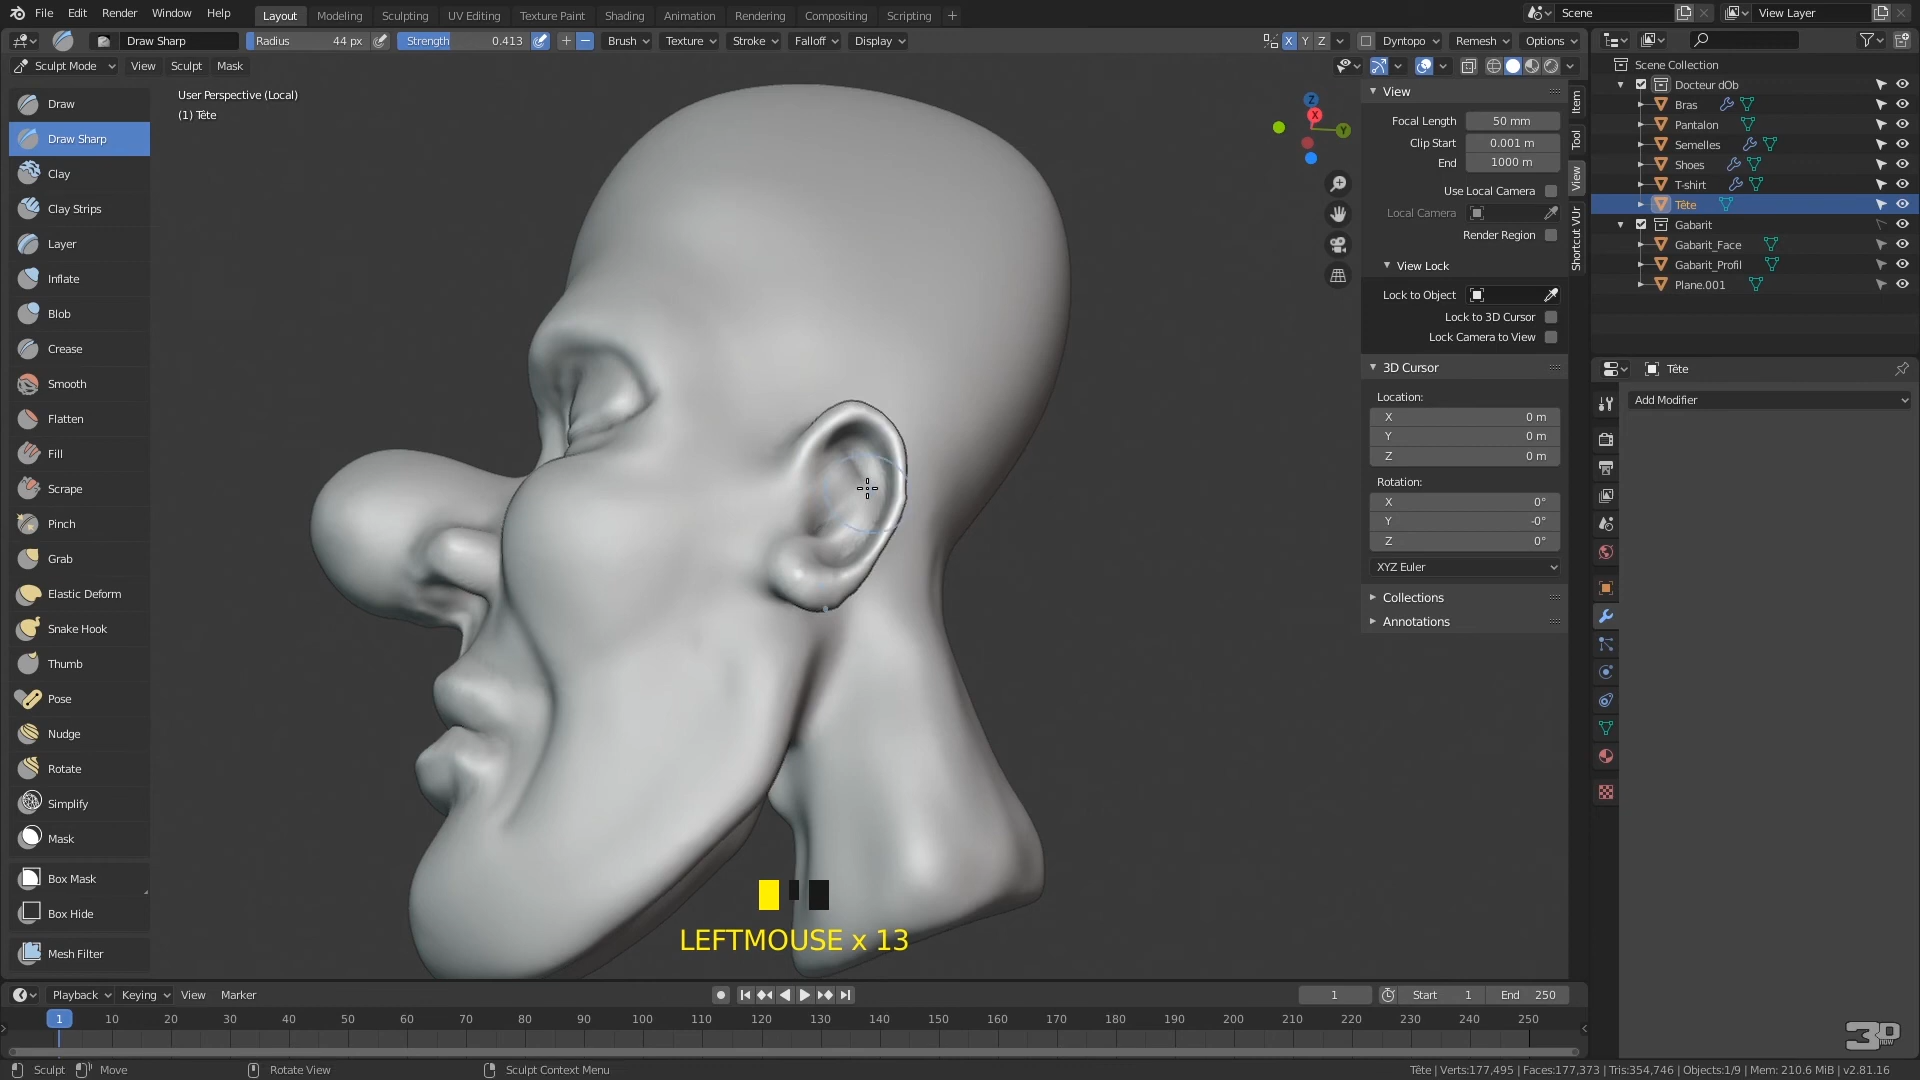 File Edit Render Window Help Layout Modeling Sculpting UV Editing Texture Paint Shading Animation Rendering Compositing Scripting + Scene View Layer
Draw Sharp Radius 44 px Strength 0.413 Brush Texture Stroke Falloff Display X Y Z Dyntopo Remesh Options
Sculpt Mode View Sculpt Mask
User Perspective (Local)
(1) Tête
Draw
Draw Sharp
Clay
Clay Strips
Layer
Inflate
Blob
Crease
Smooth
Flatten
Fill
Scrape
Pinch
Grab
Elastic Deform
Snake Hook
Thumb
Pose
Nudge
Rotate
Simplify
Mask
Box Mask
Box Hide
Mesh Filter
Z
X
Y
View
Focal Length 50 mm
Clip Start 0.001 m
End 1000 m
Use Local Camera
Local Camera
Render Region
View Lock
Lock to Object
Lock to 3D Cursor
Lock Camera to View
3D Cursor
Location:
X 0 m
Y 0 m
Z 0 m
Rotation:
X 0°
Y -0°
Z 0°
XYZ Euler
Collections
Annotations
Item
Tool
View
Shortcut VUr
Scene Collection
Docteur dOb
Bras
Pantalon
Semelles
Shoes
T-shirt
Tête
Gabarit
Gabarit_Face
Gabarit_Profil
Plane.001
Tête
Add Modifier
LEFTMOUSE x 13
Playback Keying View Marker 1 Start 1 End 250
1 10 20 30 40 50 60 70 80 90 100 110 120 130 140 150 160 170 180 190 200 210 220 230 240 250
3D now
Sculpt Move Rotate View Sculpt Context Menu Tête | Verts:177,495 | Faces:177,373 | Tris:354,746 | Objects:1/9 | Mem: 210.6 MiB | v2.81.16